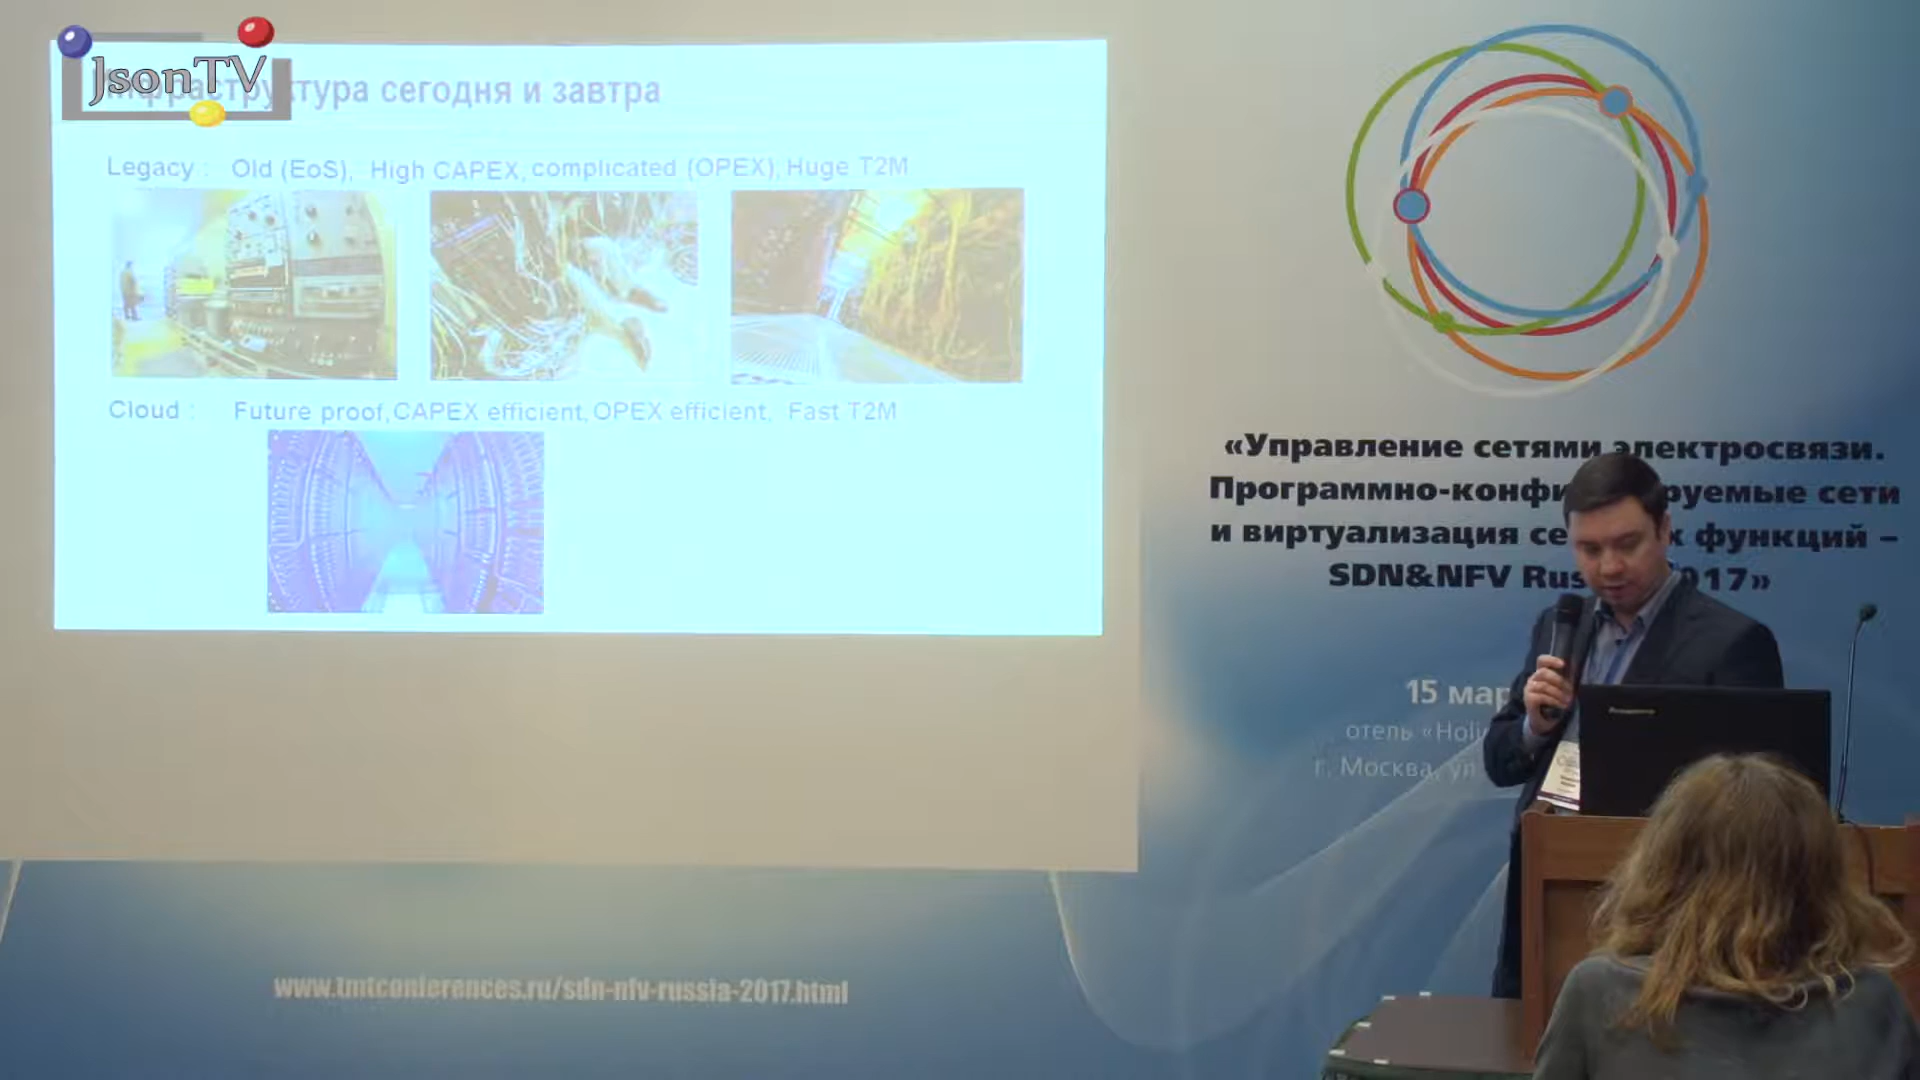 JsonTV
Инфраструктура сегодня и завтра
Legacy : Old (EoS), High CAPEX, complicated (OPEX), Huge T2M
Cloud : Future proof, CAPEX efficient, OPEX efficient, Fast T2M
«Управление сетями электросвязи.
Программно-конфи руемые сети
и виртуализация се х функций –
SDN&NFV Rus 2017»
15 мар
отель «Holi
г. Москва, ул
www.tmtconferences.ru/sdn-nfv-russia-2017.html